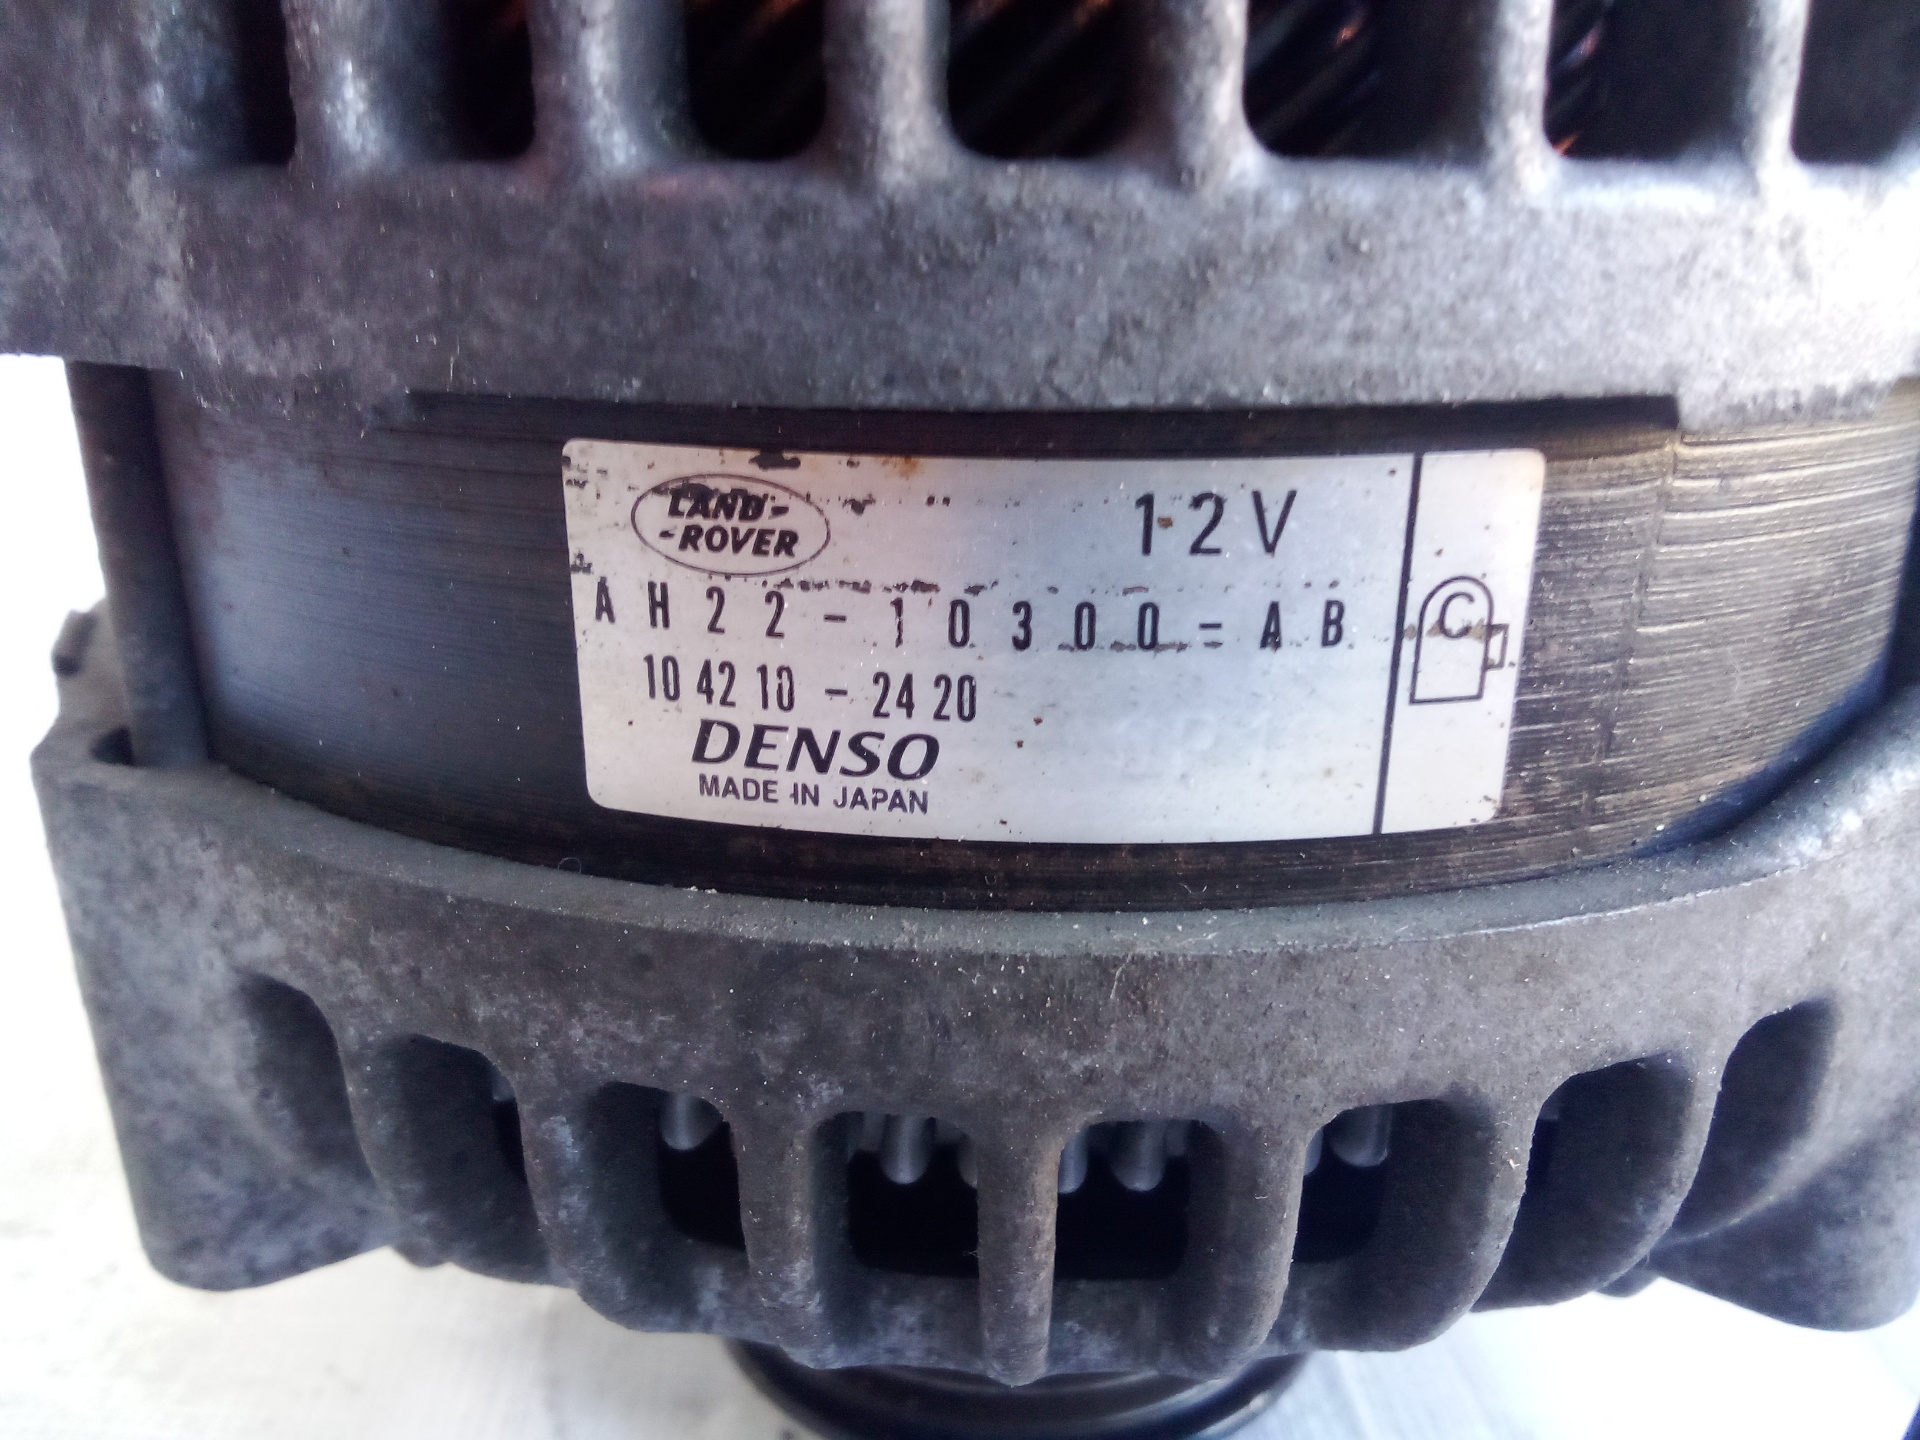 LAND-
-ROVER
12V
AH22-10300-AB
C
104210-2420
DENSO
MADE IN JAPAN